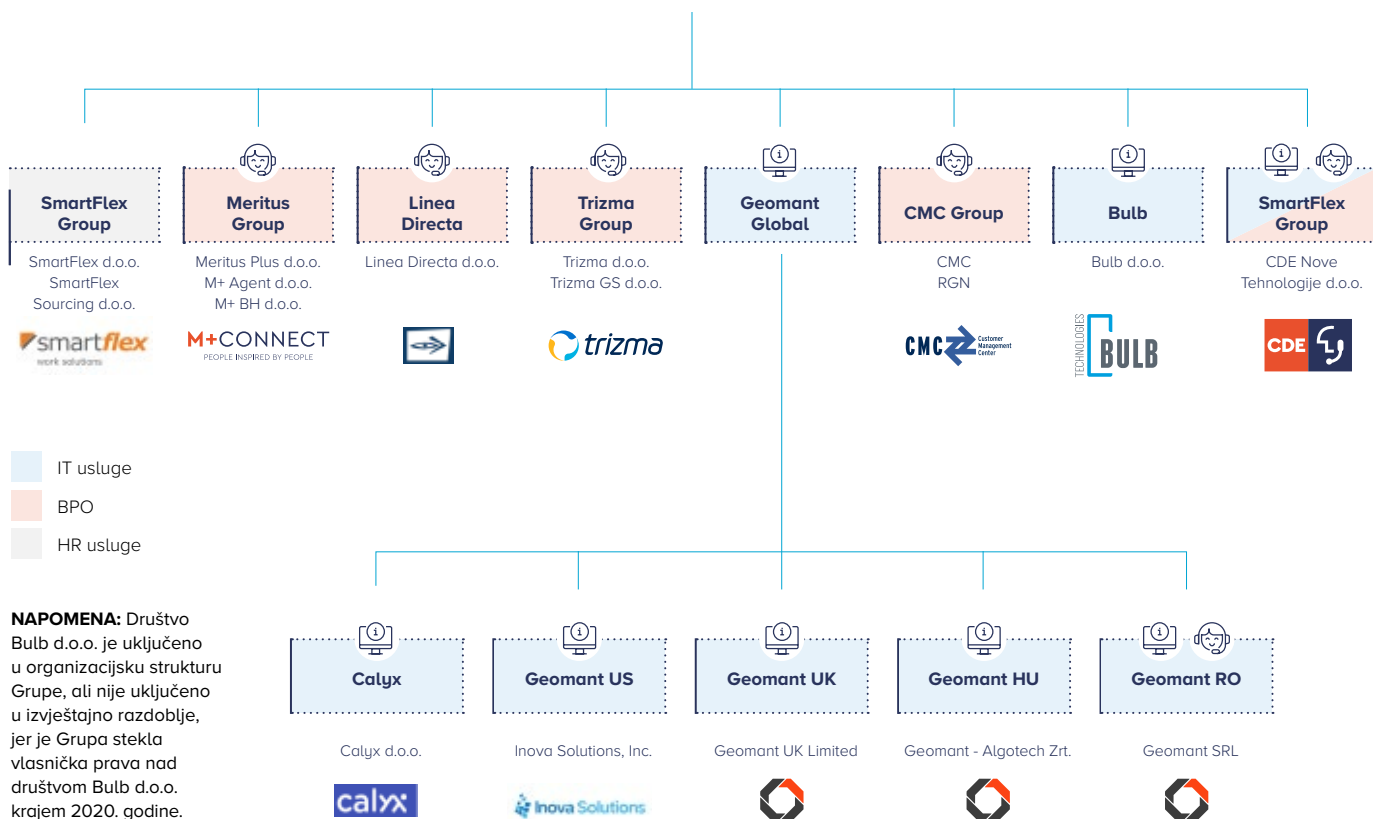 SmartFlex
Group
Meritus
Group
Linea
Directa
Trizma
Group
Geomant
Global
CMC Group
Bulb
SmartFlex
Group
SmartFlex d.o.o.
SmartFlex
Sourcing d.o.o.
Meritus Plus d.o.o.
M+ Agent d.o.o.
M+ BH d.o.o.
Linea Directa d.o.o.
Trizma d.o.o.
Trizma GS d.o.o.
CMC
RGN
Bulb d.o.o.
CDE Nove
Tehnologije d.o.o.
smartflex
work solutions
M+CONNECT
PEOPLE INSPIRED BY PEOPLE
trizma
CMC
Customer
Management
Center
TECHNOLOGIES
BULB
CDE
IT usluge
BPO
HR usluge
NAPOMENA: Društvo
Bulb d.o.o. je uključeno
u organizacijsku strukturu
Grupe, ali nije uključeno
u izvještajno razdoblje,
jer je Grupa stekla
vlasnička prava nad
društvom Bulb d.o.o.
krajem 2020. godine.
Calyx
Geomant US
Geomant UK
Geomant HU
Geomant RO
Calyx d.o.o.
Inova Solutions, Inc.
Geomant UK Limited
Geomant - Algotech Zrt.
Geomant SRL
calyx
Inova Solutions